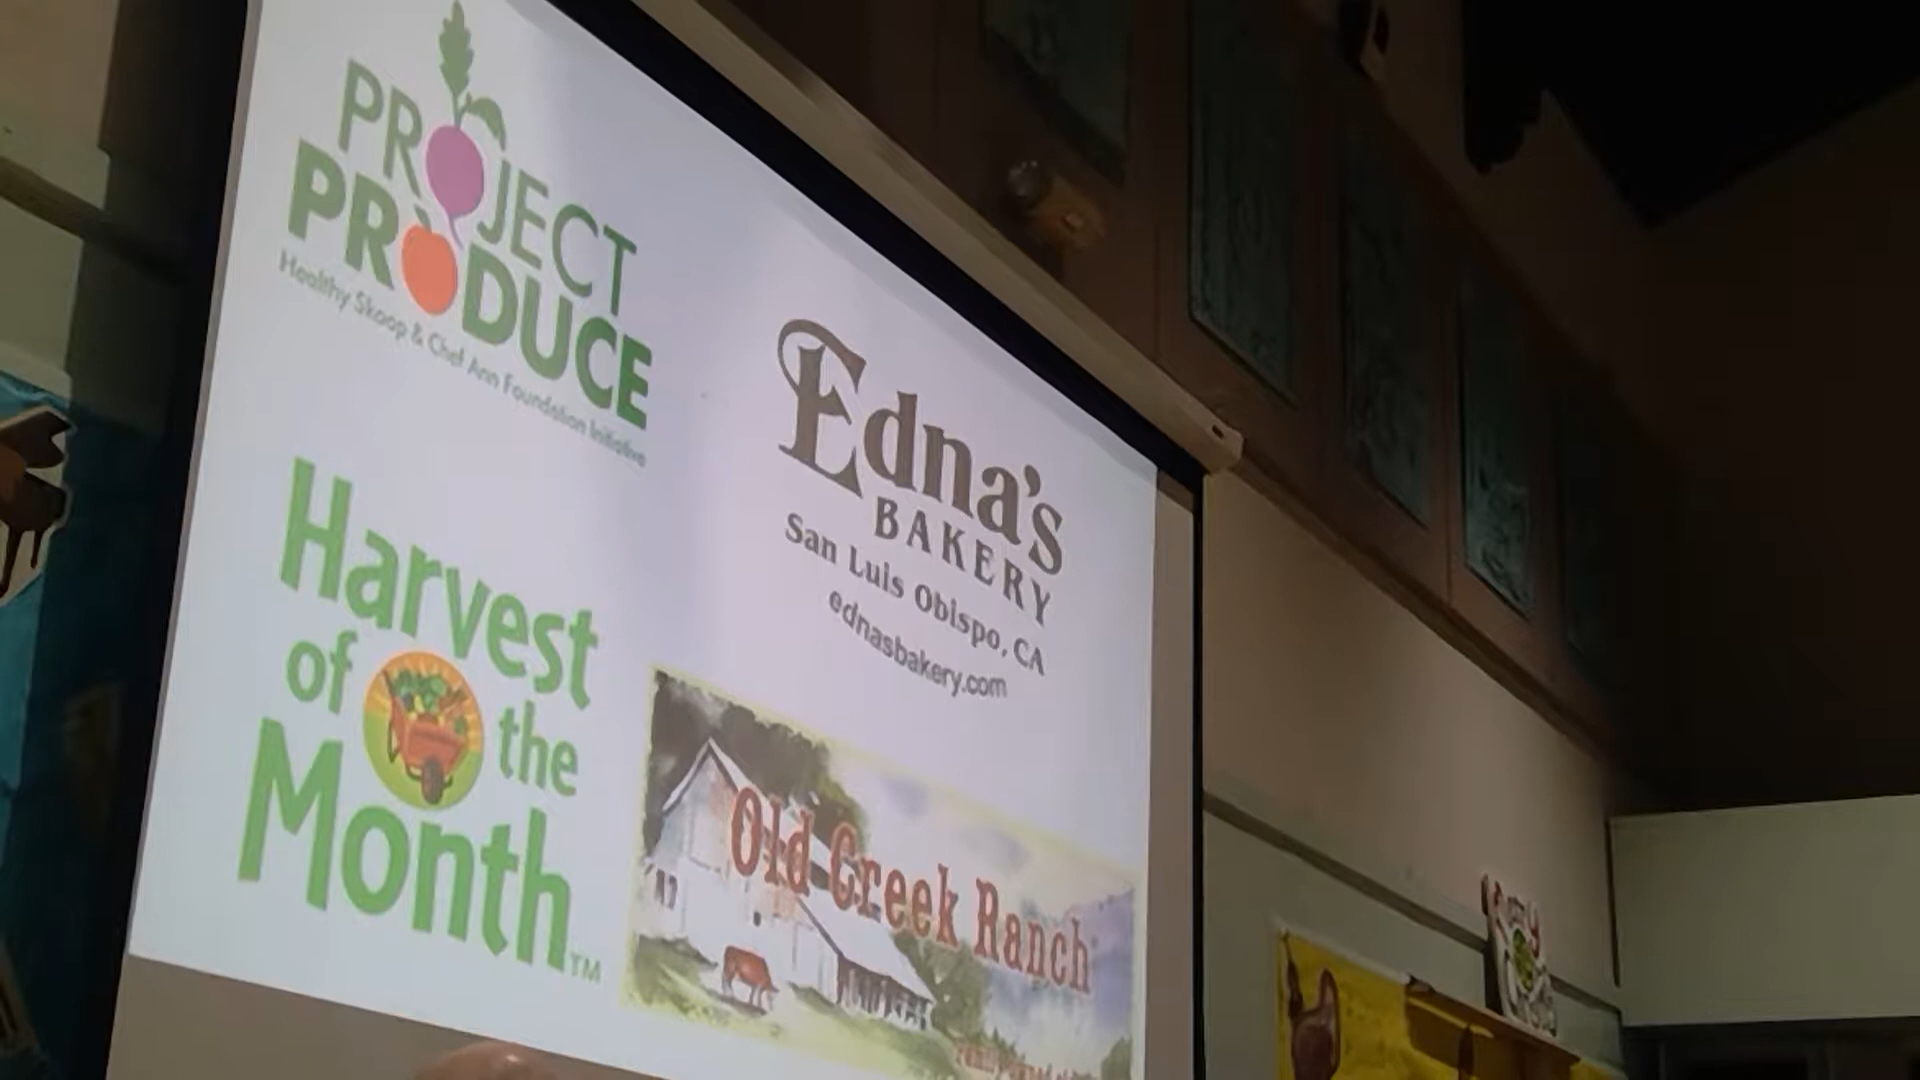 PROJECT
PRODUCE
Healthy Skoop & Chef Ann Foundation Initiative
Edna's
BAKERY
San Luis Obispo, CA
ednasbakery.com
Harvest
of the
Month™
Old Creek Ranch